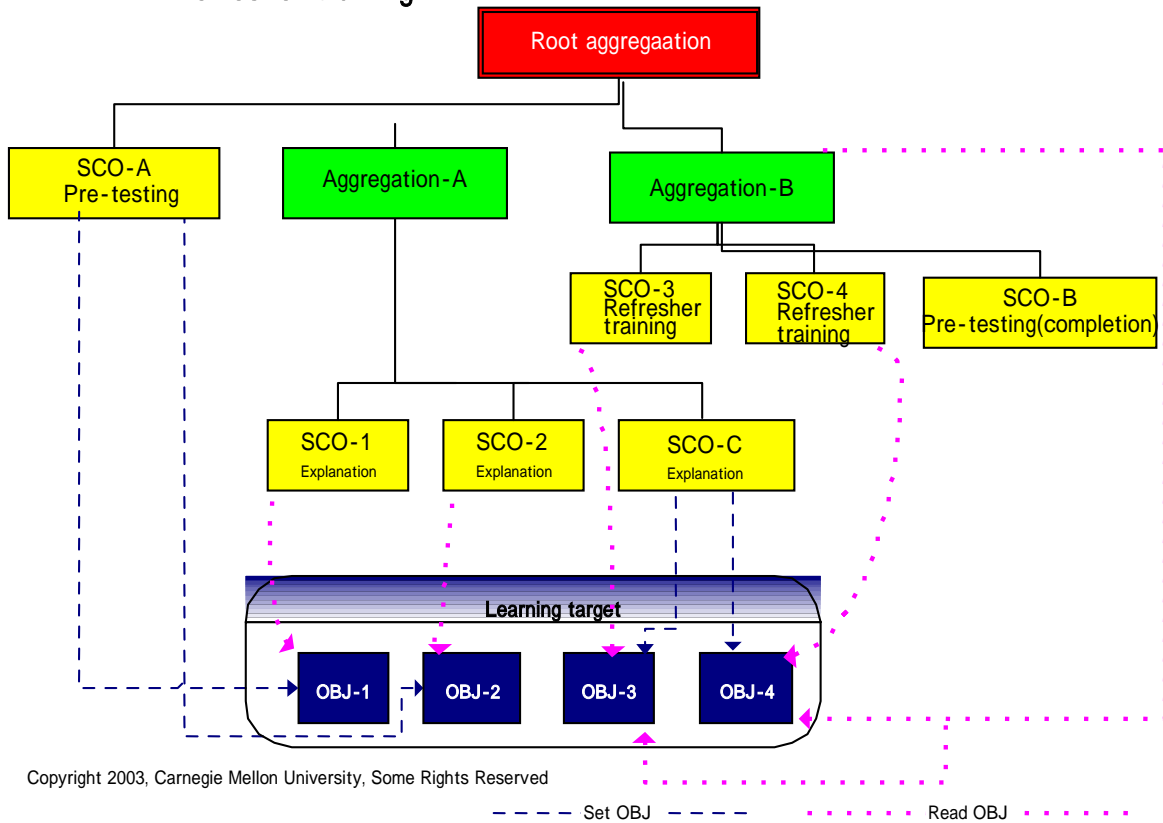 Root aggregaation
SCO-A
Pre-testing
Aggregation-A
Aggregation-B
SCO-3
Refresher
training
SCO-4
Refresher
training
SCO-B
Pre-testing(completion)
SCO-1
Explanation
SCO-2
Explanation
SCO-C
Explanation
Learning target
OBJ-1
OBJ-2
OBJ-3
OBJ-4
Copyright 2003, Carnegie Mellon University, Some Rights Reserved
Set OBJ
Read OBJ